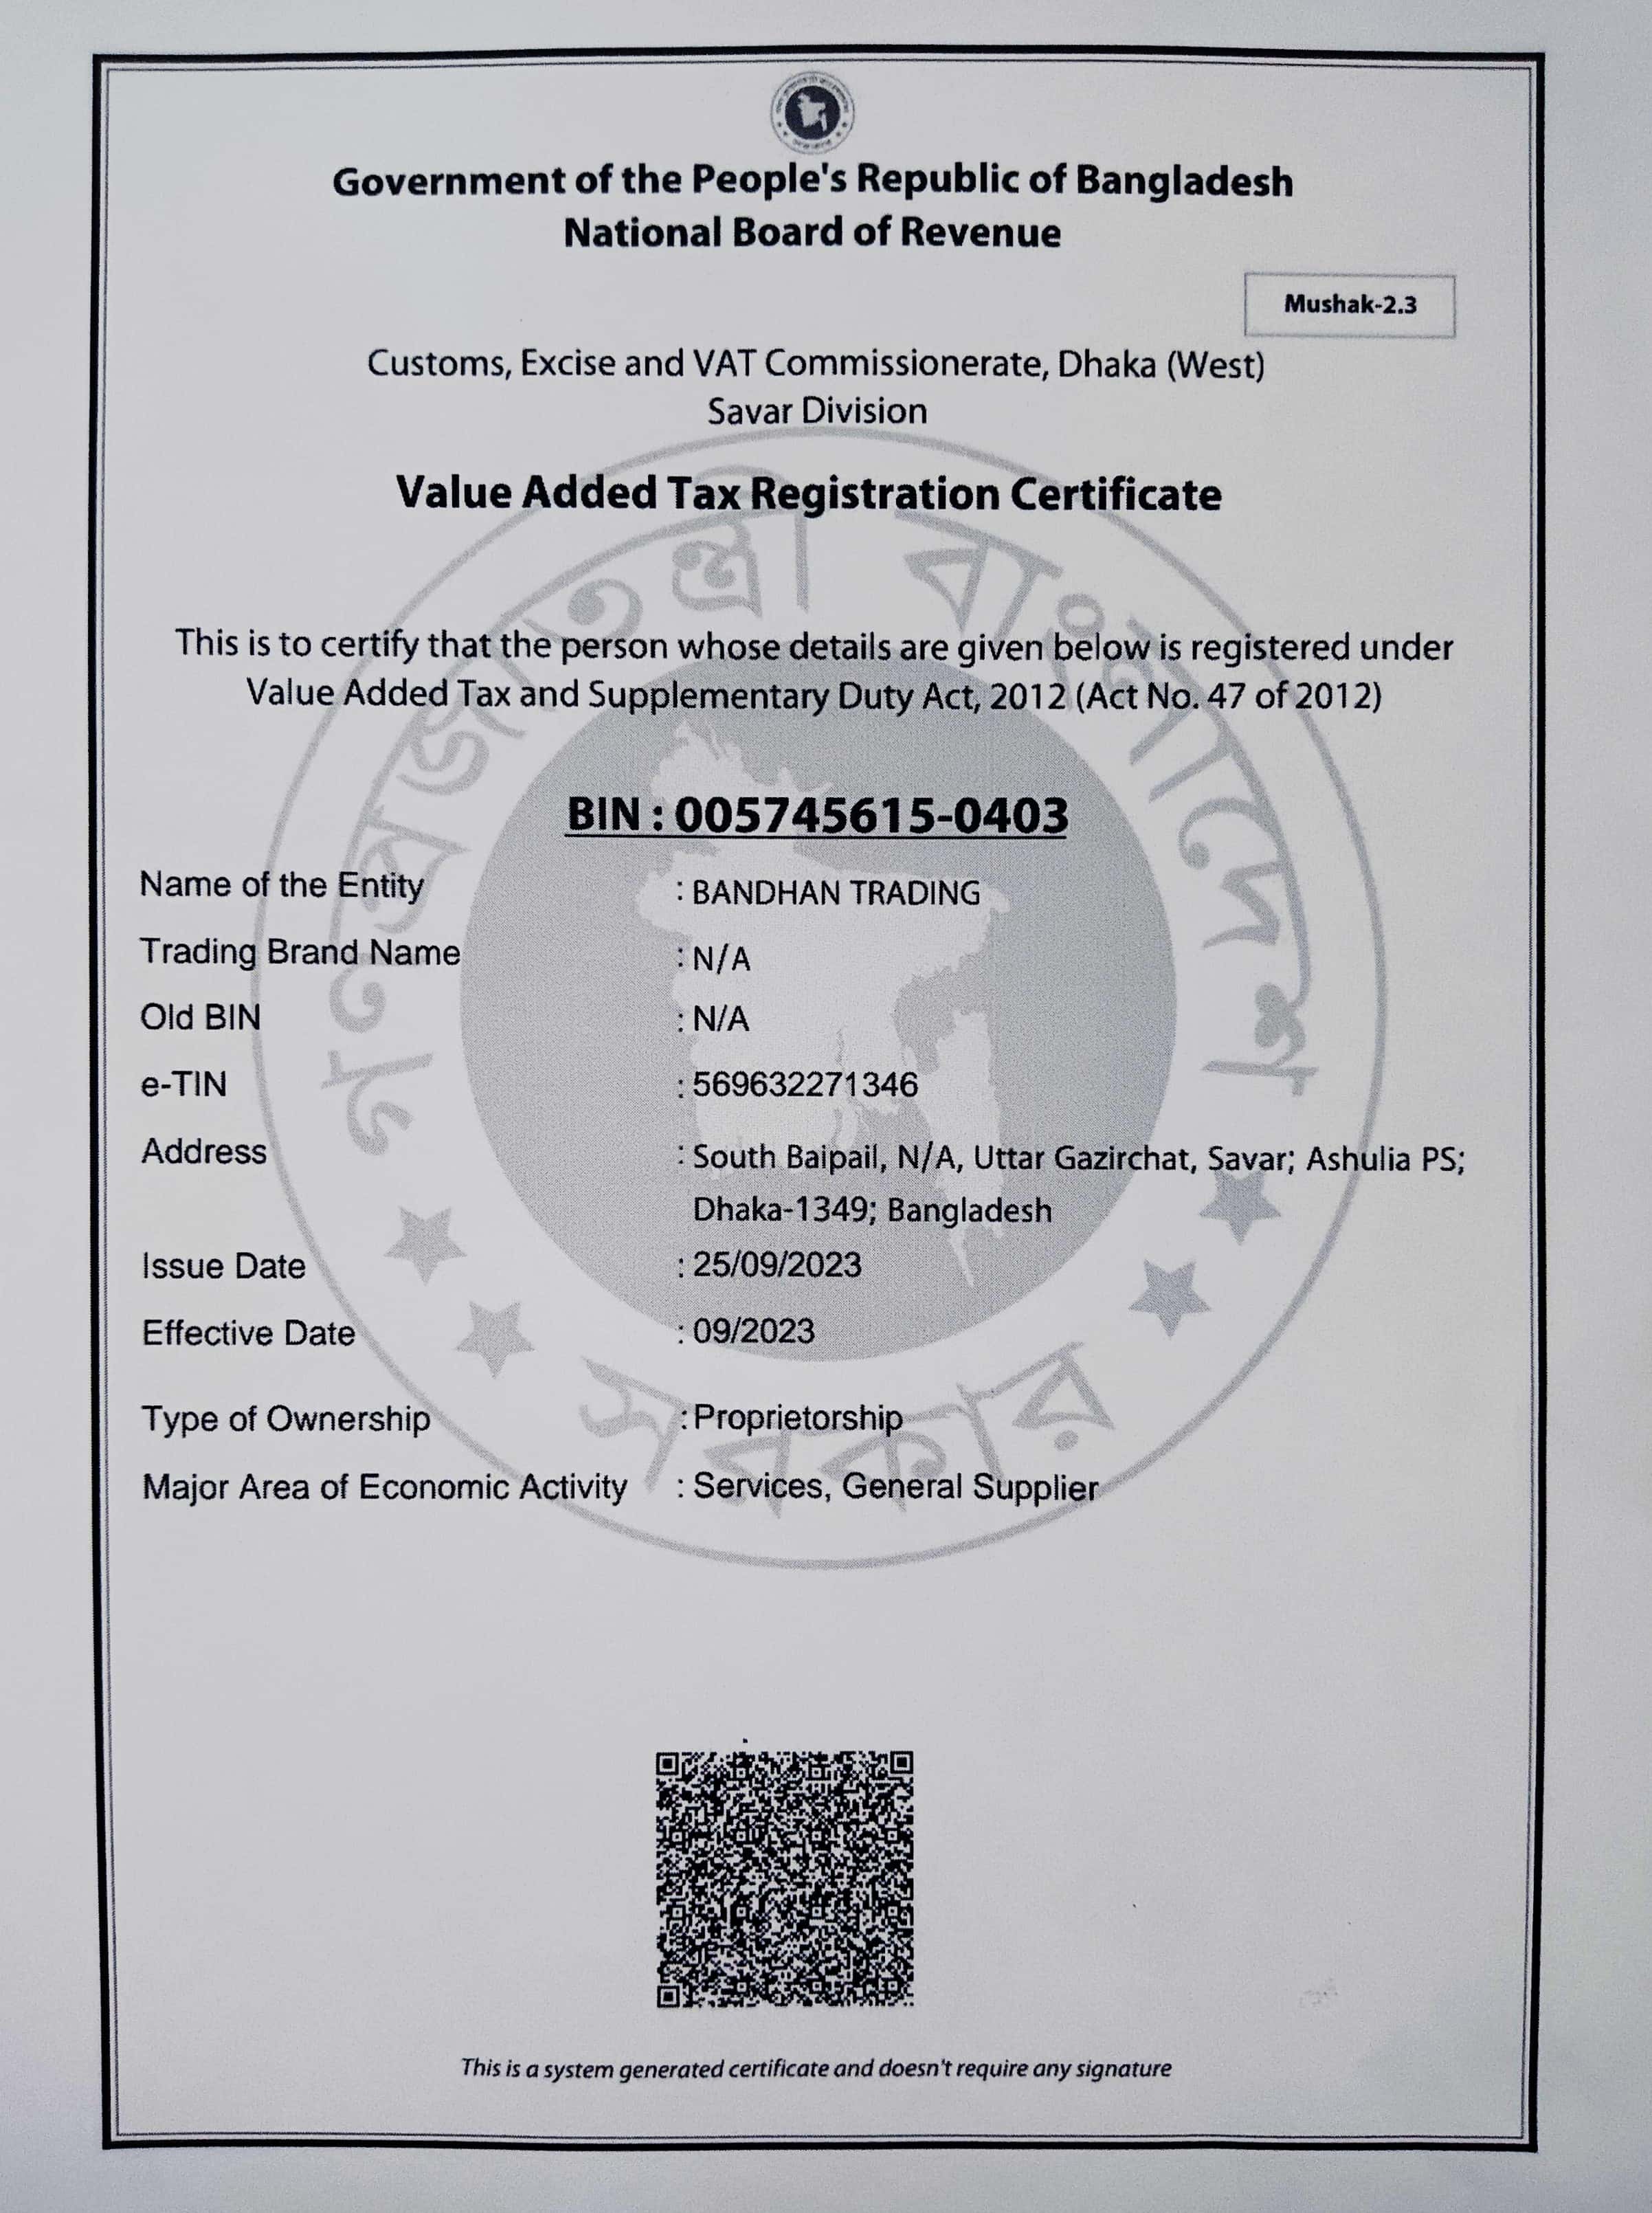 Government of the People's Republic of Bangladesh
National Board of Revenue
Mushak-2.3
Customs, Excise and VAT Commissionerate, Dhaka (West)
Savar Division
Value Added Tax Registration Certificate
This is to certify that the person whose details are given below is registered under
Value Added Tax and Supplementary Duty Act, 2012 (Act No. 47 of 2012)
BIN : 005745615-0403
Name of the Entity : BANDHAN TRADING
Trading Brand Name : N/A
Old BIN : N/A
e-TIN : 569632271346
Address : South Baipail, N/A, Uttar Gazirchat, Savar; Ashulia PS;
Dhaka-1349; Bangladesh
Issue Date : 25/09/2023
Effective Date : 09/2023
Type of Ownership : Proprietorship
Major Area of Economic Activity : Services, General Supplier
This is a system generated certificate and doesn't require any signature
গণপ্রজাতন্ত্রী বাংলাদেশ
সরকার